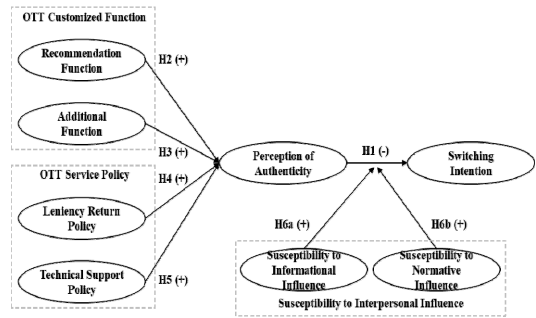 OTT Customized Function
Recommendation
Function
H2 (+)
Additional
Function
H3 (+)
OTT Service Policy
H4 (+)
Leniency Return
Policy
Technical Support
Policy
H5 (+)
Perception of
Authenticity
H1 (-)
Switching
Intention
H6a (+)
H6b (+)
Susceptibility to
Informational
Influence
Susceptibility to
Normative
Influence
Susceptibility to Interpersonal Influence